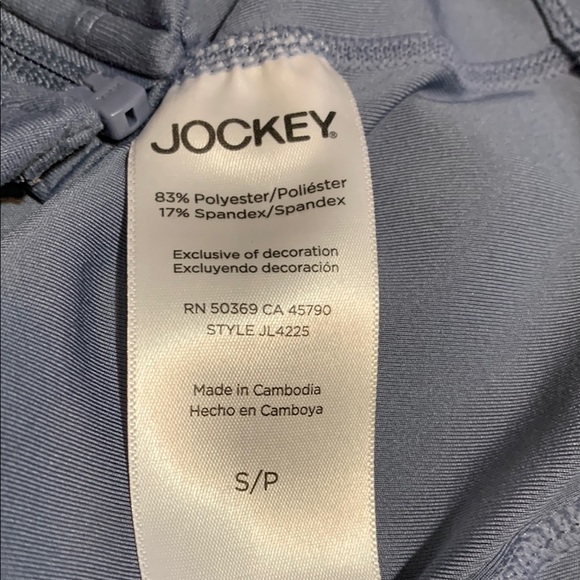 JOCKEY®
83% Polyester/Poliéster
17% Spandex/Spandex
Exclusive of decoration
Excluyendo decoración
RN 50369 CA 45790
STYLE JL4225
Made in Cambodia
Hecho en Camboya
S/P